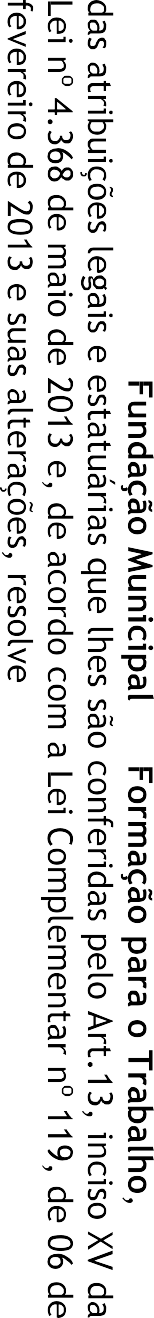 Fundação Municipal Formação para o Trabalho,
das atribuições legais e estatuárias que lhes são conferidas pelo Art.13, inciso XV da
Lei nº 4.368 de maio de 2013 e, de acordo com a Lei Complementar nº 119, de 06 de
fevereiro de 2013 e suas alterações, resolve